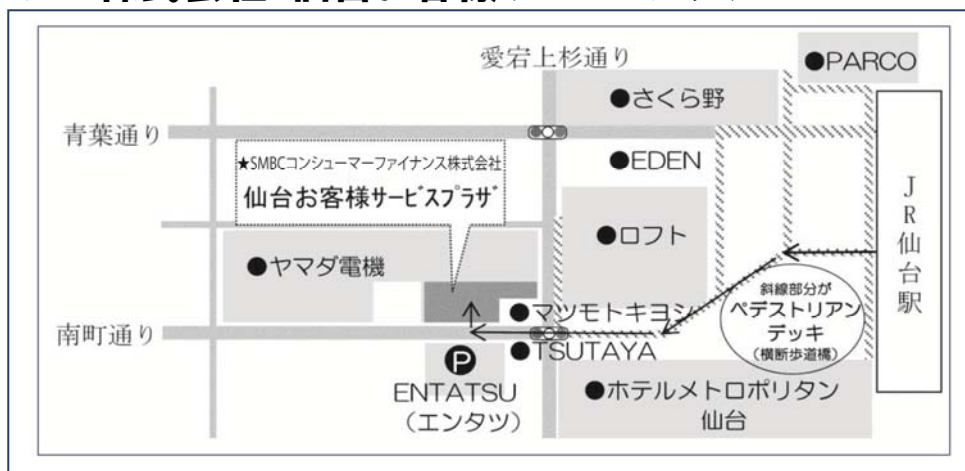 愛宕上杉通り
●PARCO
●さくら野
青葉通り
★SMBCコンシューマーファイナンス株式会社
仙台お客様サービスプラザ
●EDEN
JR仙台駅
●ロフト
●ヤマダ電機
斜線部分が
ペデストリアン
デッキ
(横断歩道橋)
●マツモトキヨシ
南町通り
●TSUTAYA
P
ENTATSU
(エンタツ)
●ホテルメトロポリタン
仙台